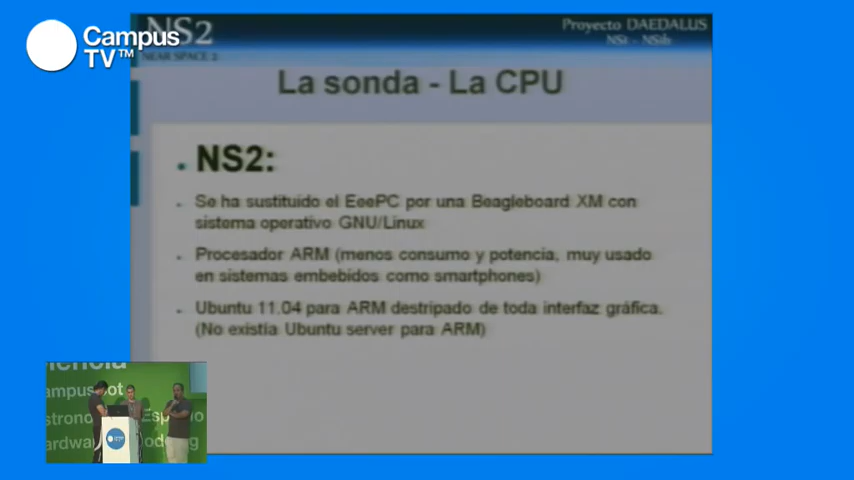 Campus
TV™
NS2
NEAR SPACE 2
Proyecto DAEDALUS
NSt - NSib
La sonda - La CPU
NS2:
Se ha sustituido el EeePC por una Beagleboard XM con
sistema operativo GNU/Linux
Procesador ARM (menos consumo y potencia, muy usado
en sistemas embebidos como smartphones)
Ubuntu 11.04 para ARM destripado de toda interfaz gráfica.
(No existía Ubuntu server para ARM)